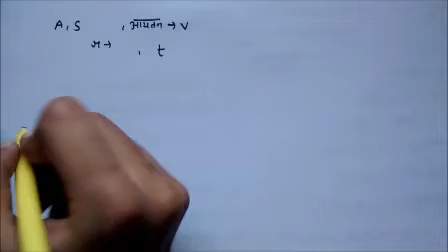 A, S , आयतन → V
r → , t